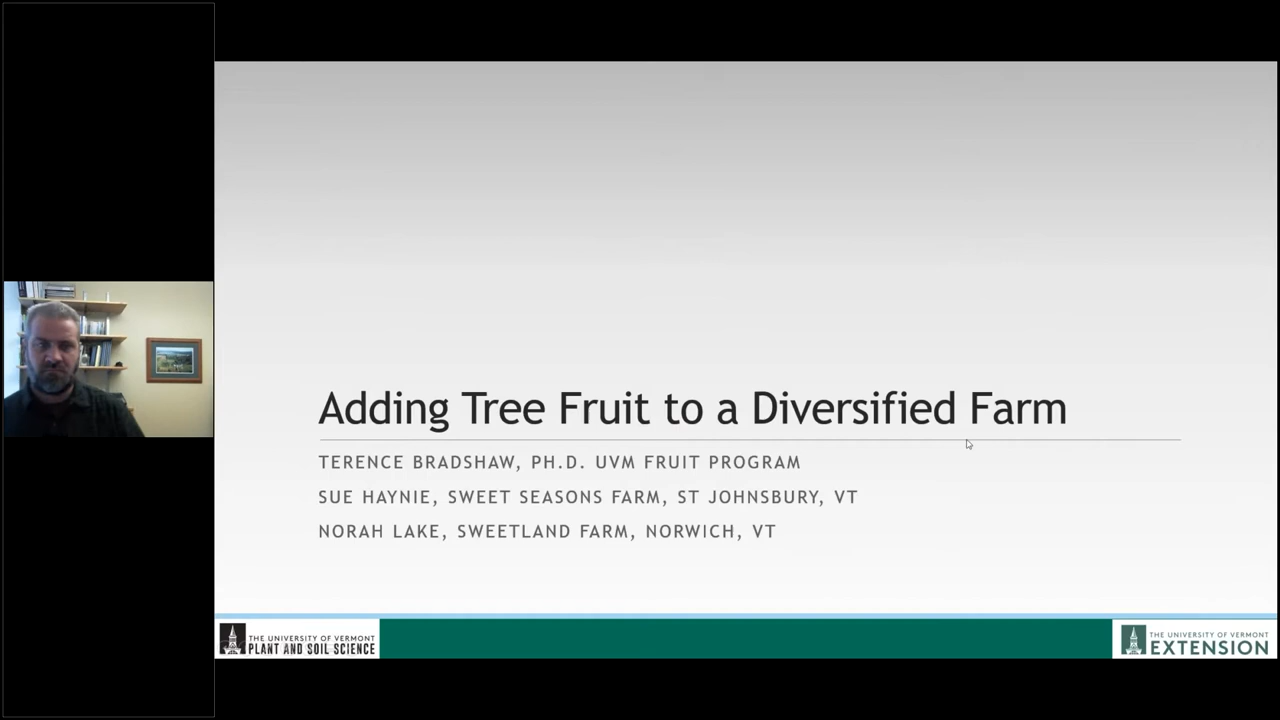 Adding Tree Fruit to a Diversified Farm
TERENCE BRADSHAW, PH.D. UVM FRUIT PROGRAM
SUE HAYNIE, SWEET SEASONS FARM, ST JOHNSBURY, VT
NORAH LAKE, SWEETLAND FARM, NORWICH, VT
THE UNIVERSITY OF VERMONT
PLANT AND SOIL SCIENCE
THE UNIVERSITY OF VERMONT
EXTENSION